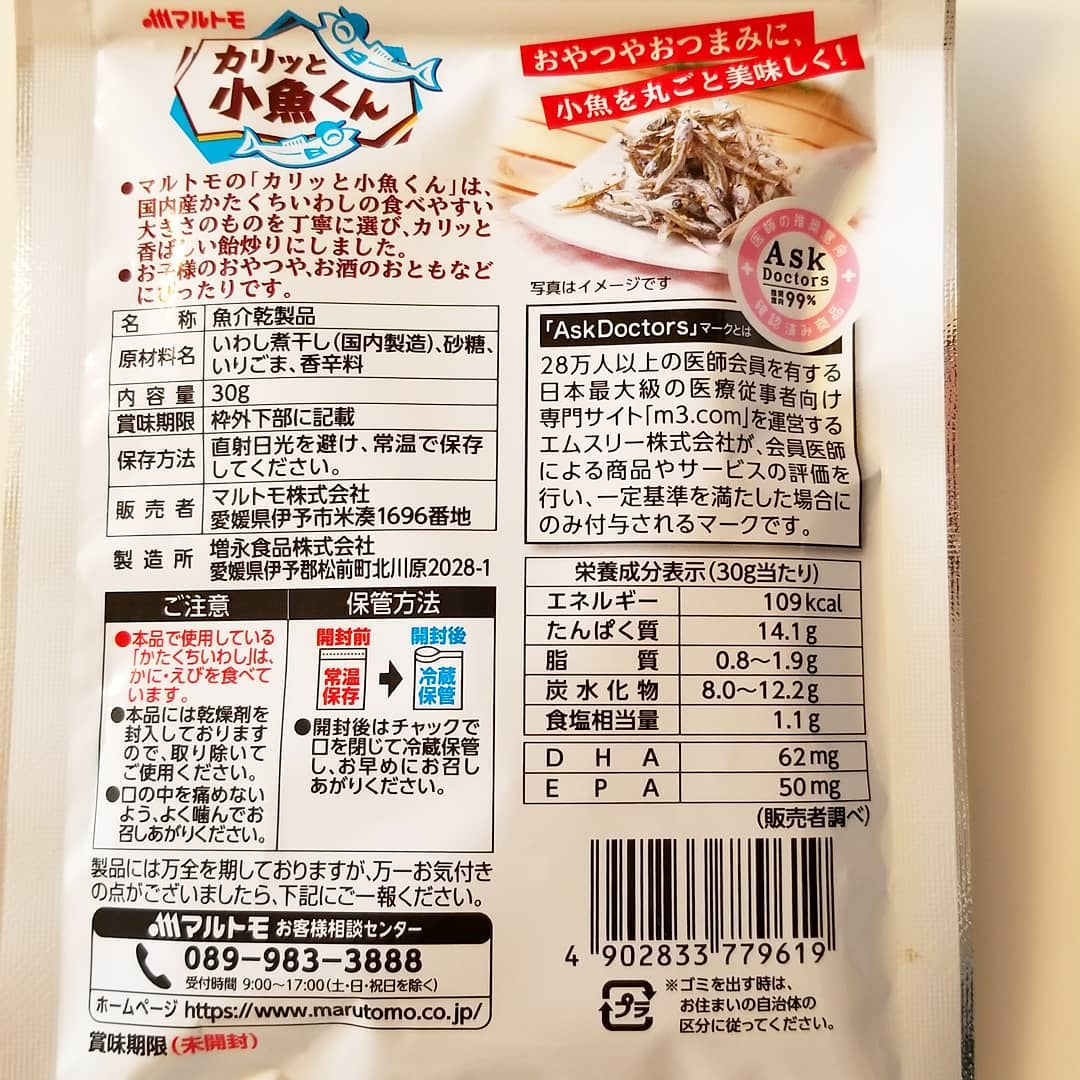 マルトモ
カリッと
小魚くん
おやつやおつまみに、
小魚を丸ごと美味しく!
●マルトモの「カリッと小魚くん」は、
国内産かたくちいわしの食べやすい
大きさのものを丁寧に選び、カリッと
香ばしい飴炒りにしました。
●お子様のおやつや、お酒のおともなど
にぴったりです。
写真はイメージです
医師の推奨意向
Ask
Doctors
推奨意向 99%
確認済み商品
名称 魚介乾製品
原材料名 いわし煮干し(国内製造)、砂糖、
いりごま、香辛料
内容量 30g
賞味期限 枠外下部に記載
保存方法 直射日光を避け、常温で保存
してください。
販売者 マルトモ株式会社
愛媛県伊予市米湊1696番地
製造所 増永食品株式会社
愛媛県伊予郡松前町北川原2028-1
「AskDoctors」マークとは
28万人以上の医師会員を有する
日本最大級の医療従事者向け
専門サイト「m3.com」を運営する
エムスリー株式会社が、会員医師
による商品やサービスの評価を
行い、一定基準を満たした場合に
のみ付与されるマークです。
栄養成分表示(30g当たり)
エネルギー 109kcal
たんぱく質 14.1g
脂質 0.8〜1.9g
炭水化物 8.0〜12.2g
食塩相当量 1.1g
DHA 62mg
EPA 50mg
(販売者調べ)
ご注意
●本品で使用している
「かたくちいわし」は、
かに・えびを食べて
います。
●本品には乾燥剤を
封入しております
ので、取り除いて
ご使用ください。
●口の中を痛めない
よう、よく噛んでお
召しあがりください。
保管方法
開封前 開封後
常温保存 冷蔵保管
●開封後はチャックで
口を閉じて冷蔵保管
し、お早めにお召し
あがりください。
製品には万全を期しておりますが、万一お気付き
の点がございましたら、下記にご一報ください。
マルトモ お客様相談センター
089-983-3888
受付時間 9:00〜17:00(土・日・祝日を除く)
ホームページ https://www.marutomo.co.jp/
賞味期限(未開封)
4 902833 779619
プラ
※ゴミを出す時は、
お住まいの自治体の
区分に従ってください。